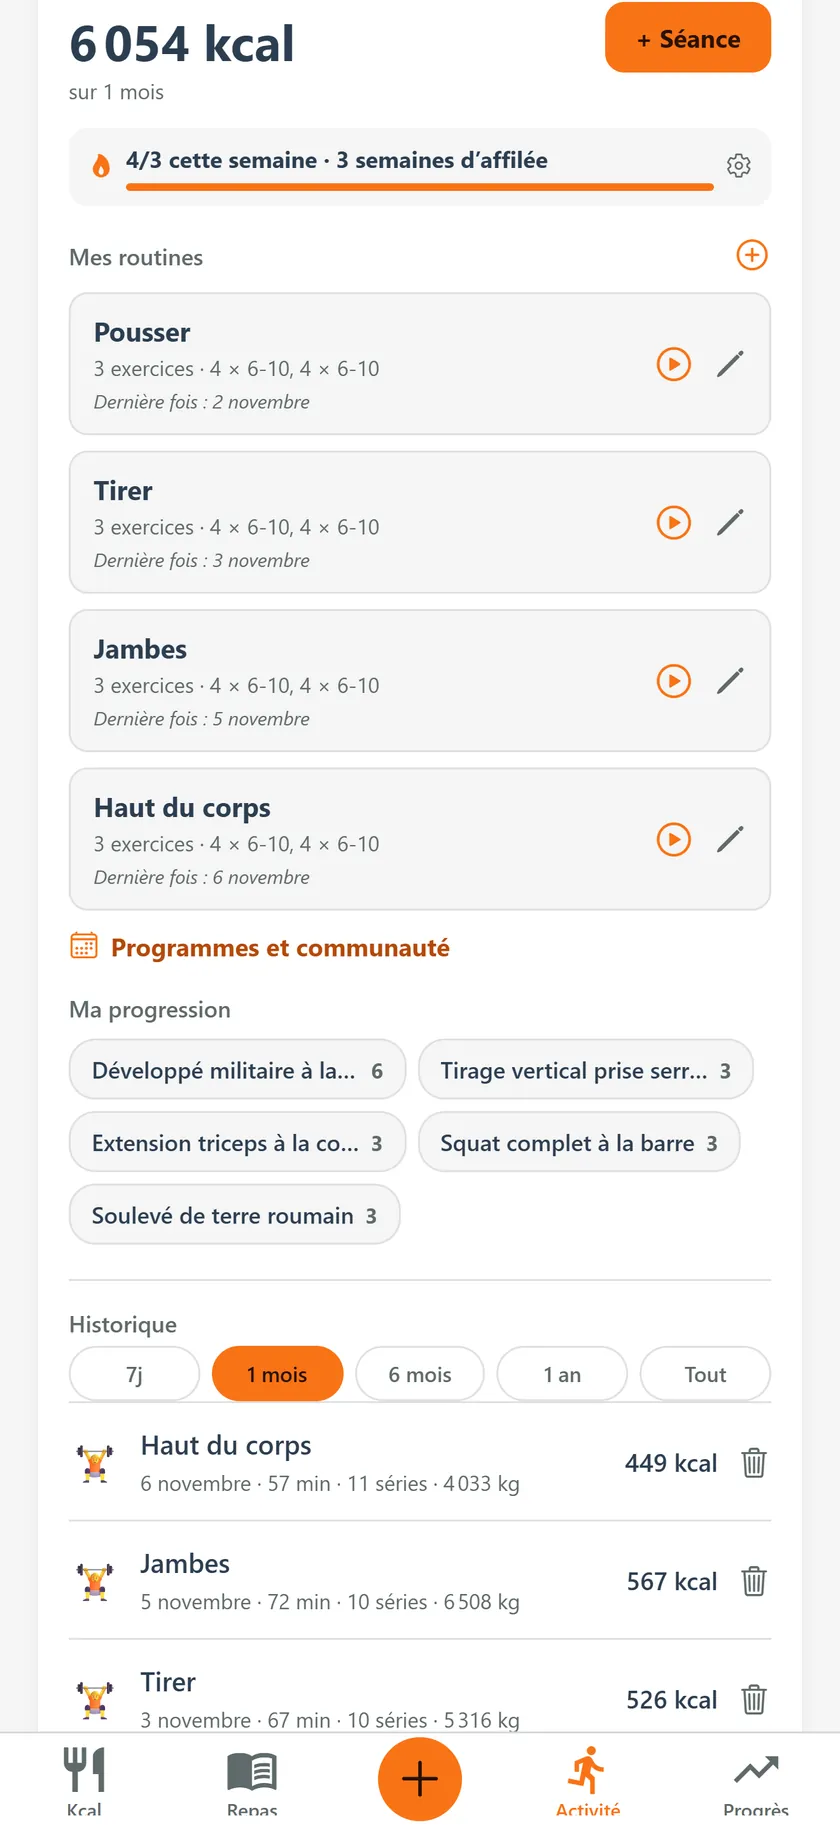 6 054 kcal
+ Séance
sur 1 mois
4/3 cette semaine · 3 semaines d’affilée
Mes routines
Pousser
3 exercices · 4 × 6-10, 4 × 6-10
Dernière fois : 2 novembre
Tirer
3 exercices · 4 × 6-10, 4 × 6-10
Dernière fois : 3 novembre
Jambes
3 exercices · 4 × 6-10, 4 × 6-10
Dernière fois : 5 novembre
Haut du corps
3 exercices · 4 × 6-10, 4 × 6-10
Dernière fois : 6 novembre
Programmes et communauté
Ma progression
Développé militaire à la... 6
Tirage vertical prise serr... 3
Extension triceps à la co... 3
Squat complet à la barre 3
Soulevé de terre roumain 3
Historique
7j
1 mois
6 mois
1 an
Tout
Haut du corps
6 novembre · 57 min · 11 séries · 4 033 kg
449 kcal
Jambes
5 novembre · 72 min · 10 séries · 6 508 kg
567 kcal
Tirer
3 novembre · 67 min · 10 séries · 5 316 kg
526 kcal
Kcal
Repas
Activité
Progrès